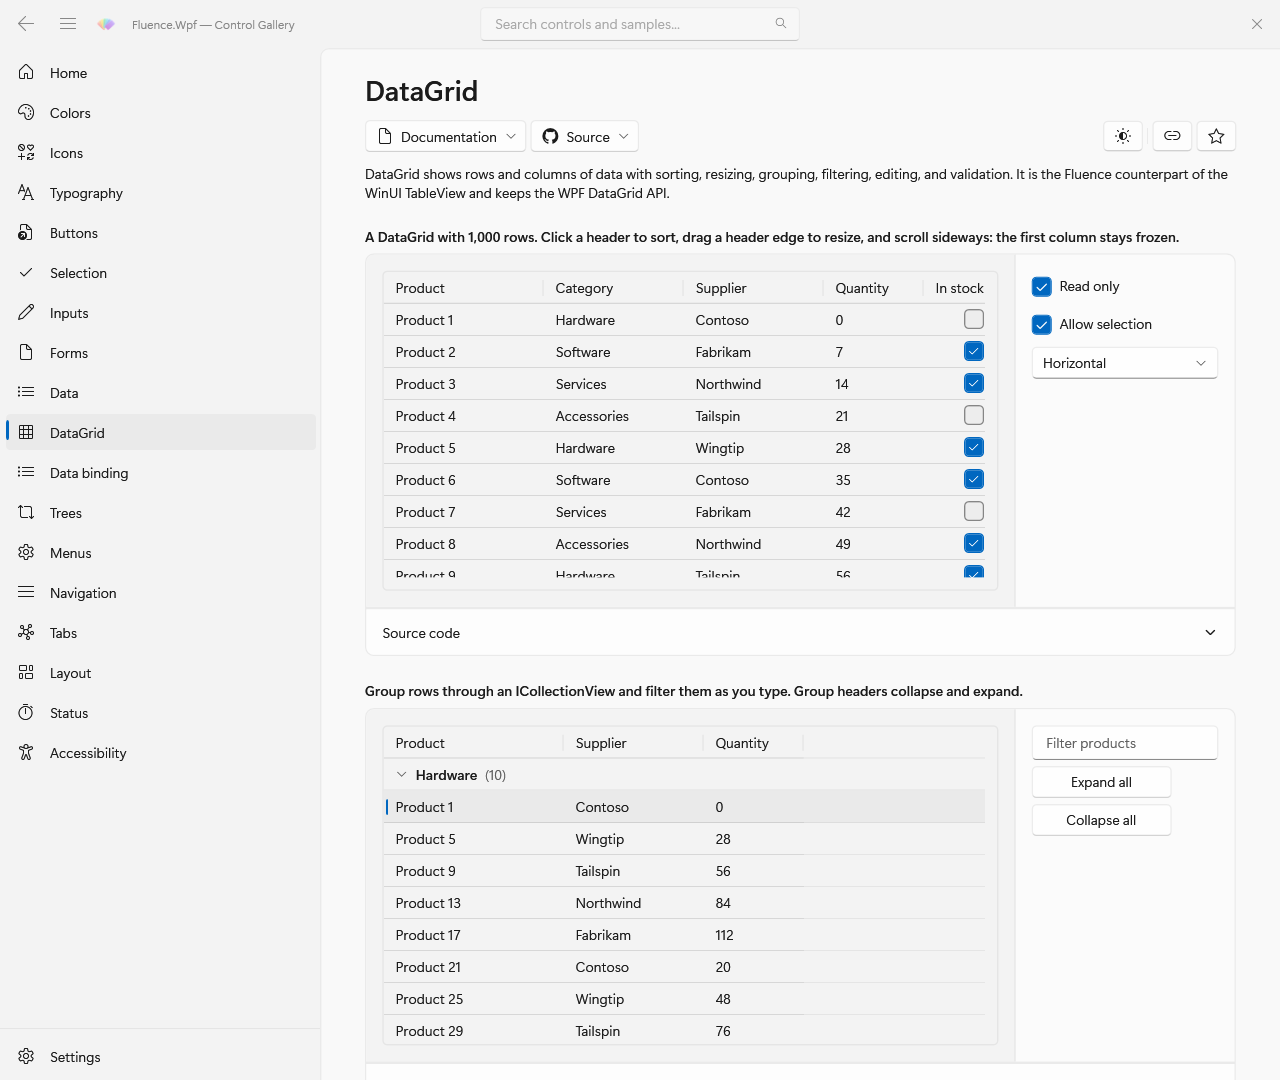 Fluence.Wpf — Control Gallery
Search controls and samples...
Home
Colors
Icons
Typography
Buttons
Selection
Inputs
Forms
Data
DataGrid
Data binding
Trees
Menus
Navigation
Tabs
Layout
Status
Accessibility
Settings
DataGrid
Documentation
Source
DataGrid shows rows and columns of data with sorting, resizing, grouping, filtering, editing, and validation. It is the Fluence counterpart of the
WinUI TableView and keeps the WPF DataGrid API.
A DataGrid with 1,000 rows. Click a header to sort, drag a header edge to resize, and scroll sideways: the first column stays frozen.
Product Category Supplier Quantity In stock
Product 1 Hardware Contoso 0
Product 2 Software Fabrikam 7
Product 3 Services Northwind 14
Product 4 Accessories Tailspin 21
Product 5 Hardware Wingtip 28
Product 6 Software Contoso 35
Product 7 Services Fabrikam 42
Product 8 Accessories Northwind 49
Product 9 Hardware Tailspin 56
Read only
Allow selection
Horizontal
Source code
Group rows through an ICollectionView and filter them as you type. Group headers collapse and expand.
Product Supplier Quantity
Hardware (10)
Product 1 Contoso 0
Product 5 Wingtip 28
Product 9 Tailspin 56
Product 13 Northwind 84
Product 17 Fabrikam 112
Product 21 Contoso 20
Product 25 Wingtip 48
Product 29 Tailspin 76
Filter products
Expand all
Collapse all